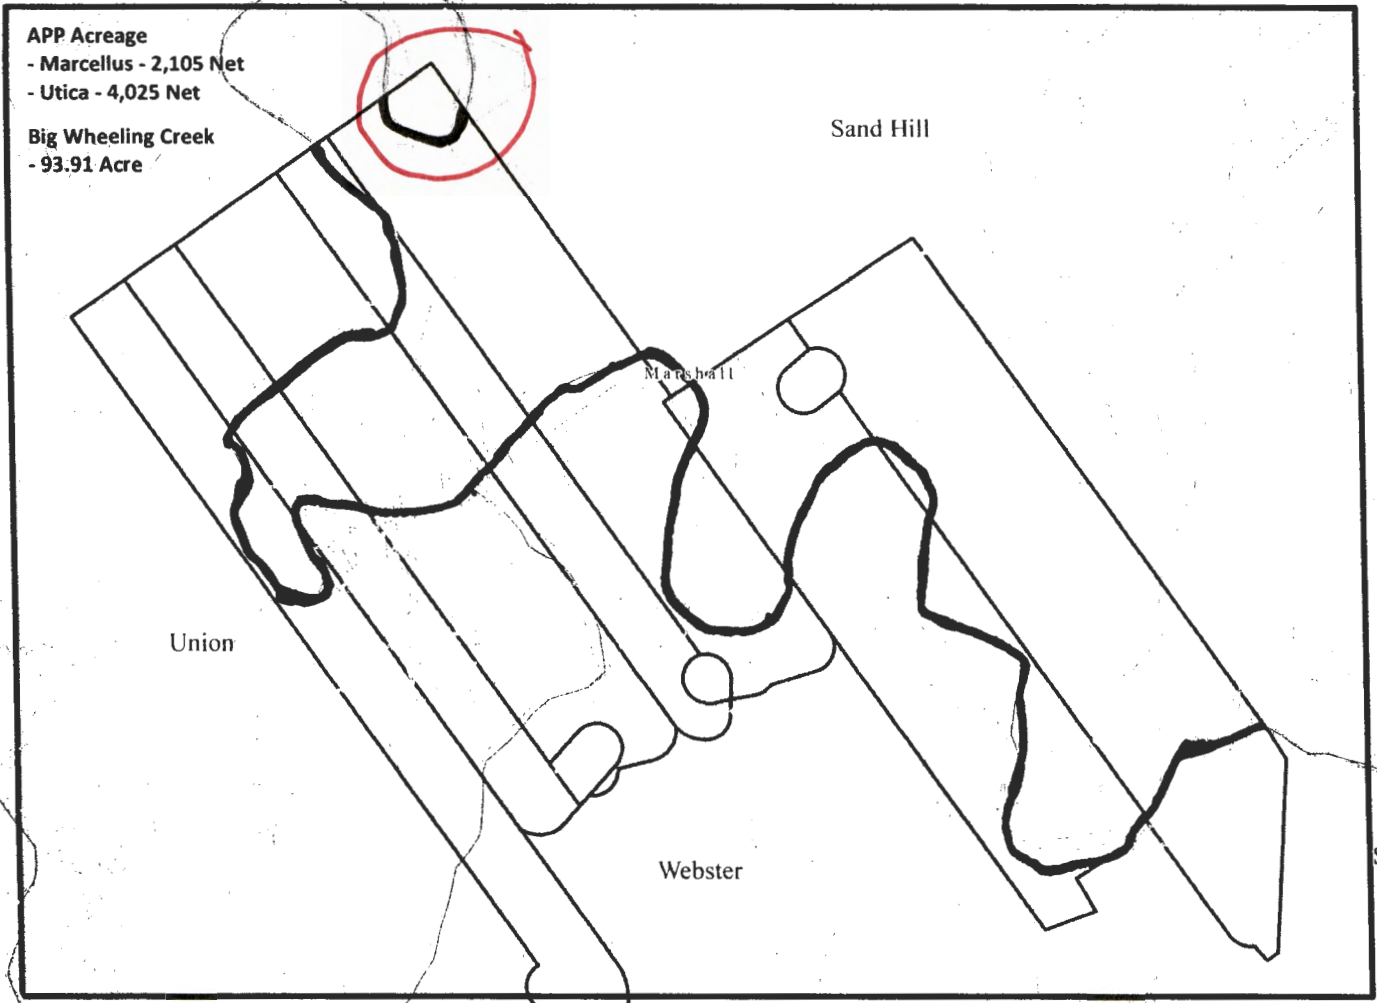 APP Acreage
- Marcellus - 2,105 Net
- Utica - 4,025 Net
Big Wheeling Creek
- 93.91 Acre
Sand Hill
Marshall
Union
Webster